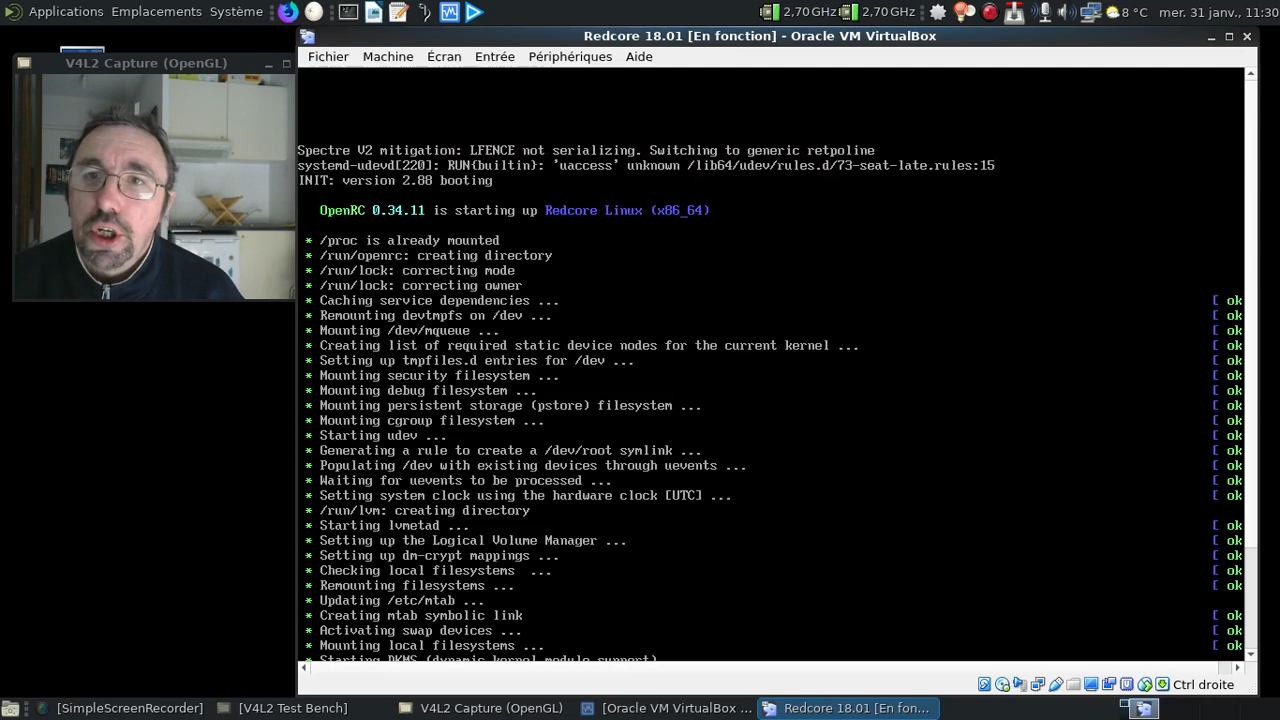 Applications Emplacements Système 2,70 GHz 2,70 GHz 8 °C mer. 31 janv., 11:30
Redcore 18.01 [En fonction] - Oracle VM VirtualBox
V4L2 Capture (OpenGL)
Fichier Machine Écran Entrée Périphériques Aide
Spectre V2 mitigation: LFENCE not serializing. Switching to generic retpoline
systemd-udevd[220]: RUN{builtin}: 'uaccess' unknown /lib64/udev/rules.d/73-seat-late.rules:15
INIT: version 2.88 booting
OpenRC 0.34.11 is starting up Redcore Linux (x86_64)
* /proc is already mounted
* /run/openrc: creating directory
* /run/lock: correcting mode
* /run/lock: correcting owner
* Caching service dependencies ... [ ok
* Remounting devtmpfs on /dev ... [ ok
* Mounting /dev/mqueue ... [ ok
* Creating list of required static device nodes for the current kernel ... [ ok
* Setting up tmpfiles.d entries for /dev ... [ ok
* Mounting security filesystem ... [ ok
* Mounting debug filesystem ... [ ok
* Mounting persistent storage (pstore) filesystem ... [ ok
* Mounting cgroup filesystem ... [ ok
* Starting udev ... [ ok
* Generating a rule to create a /dev/root symlink ... [ ok
* Populating /dev with existing devices through uevents ... [ ok
* Waiting for uevents to be processed ... [ ok
* Setting system clock using the hardware clock [UTC] ... [ ok
* /run/lvm: creating directory
* Starting lvmetad ... [ ok
* Setting up the Logical Volume Manager ... [ ok
* Setting up dm-crypt mappings ... [ ok
* Checking local filesystems  ... [ ok
* Remounting filesystems ... [ ok
* Updating /etc/mtab ...
* Creating mtab symbolic link [ ok
* Activating swap devices ... [ ok
* Mounting local filesystems ... [ ok
* Starting DKMS (dynamic kernel module support)
Ctrl droite
[SimpleScreenRecorder] [V4L2 Test Bench] V4L2 Capture (OpenGL) [Oracle VM VirtualBox ... Redcore 18.01 [En fon...